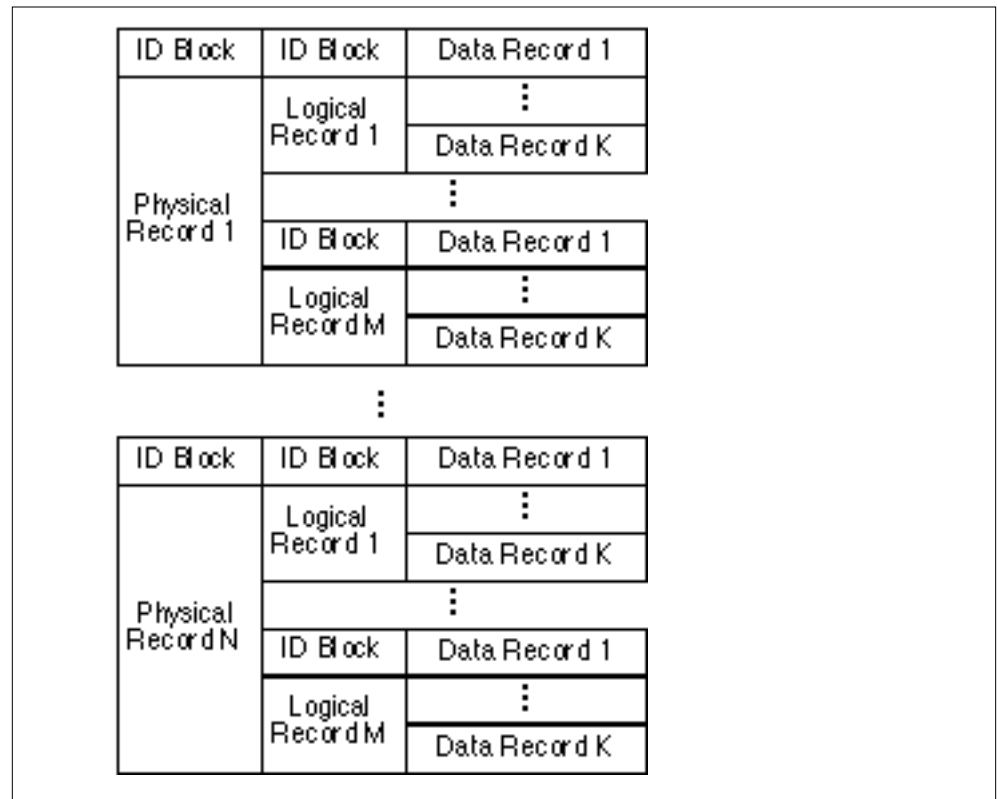 ID Block ID Block Data Record 1
Logical
Record 1
⋮
Data Record K
Physical
Record 1
⋮
ID Block Data Record 1
Logical
Record M
⋮
Data Record K
⋮
ID Block ID Block Data Record 1
Logical
Record 1
⋮
Data Record K
Physical
Record N
⋮
ID Block Data Record 1
Logical
Record M
⋮
Data Record K